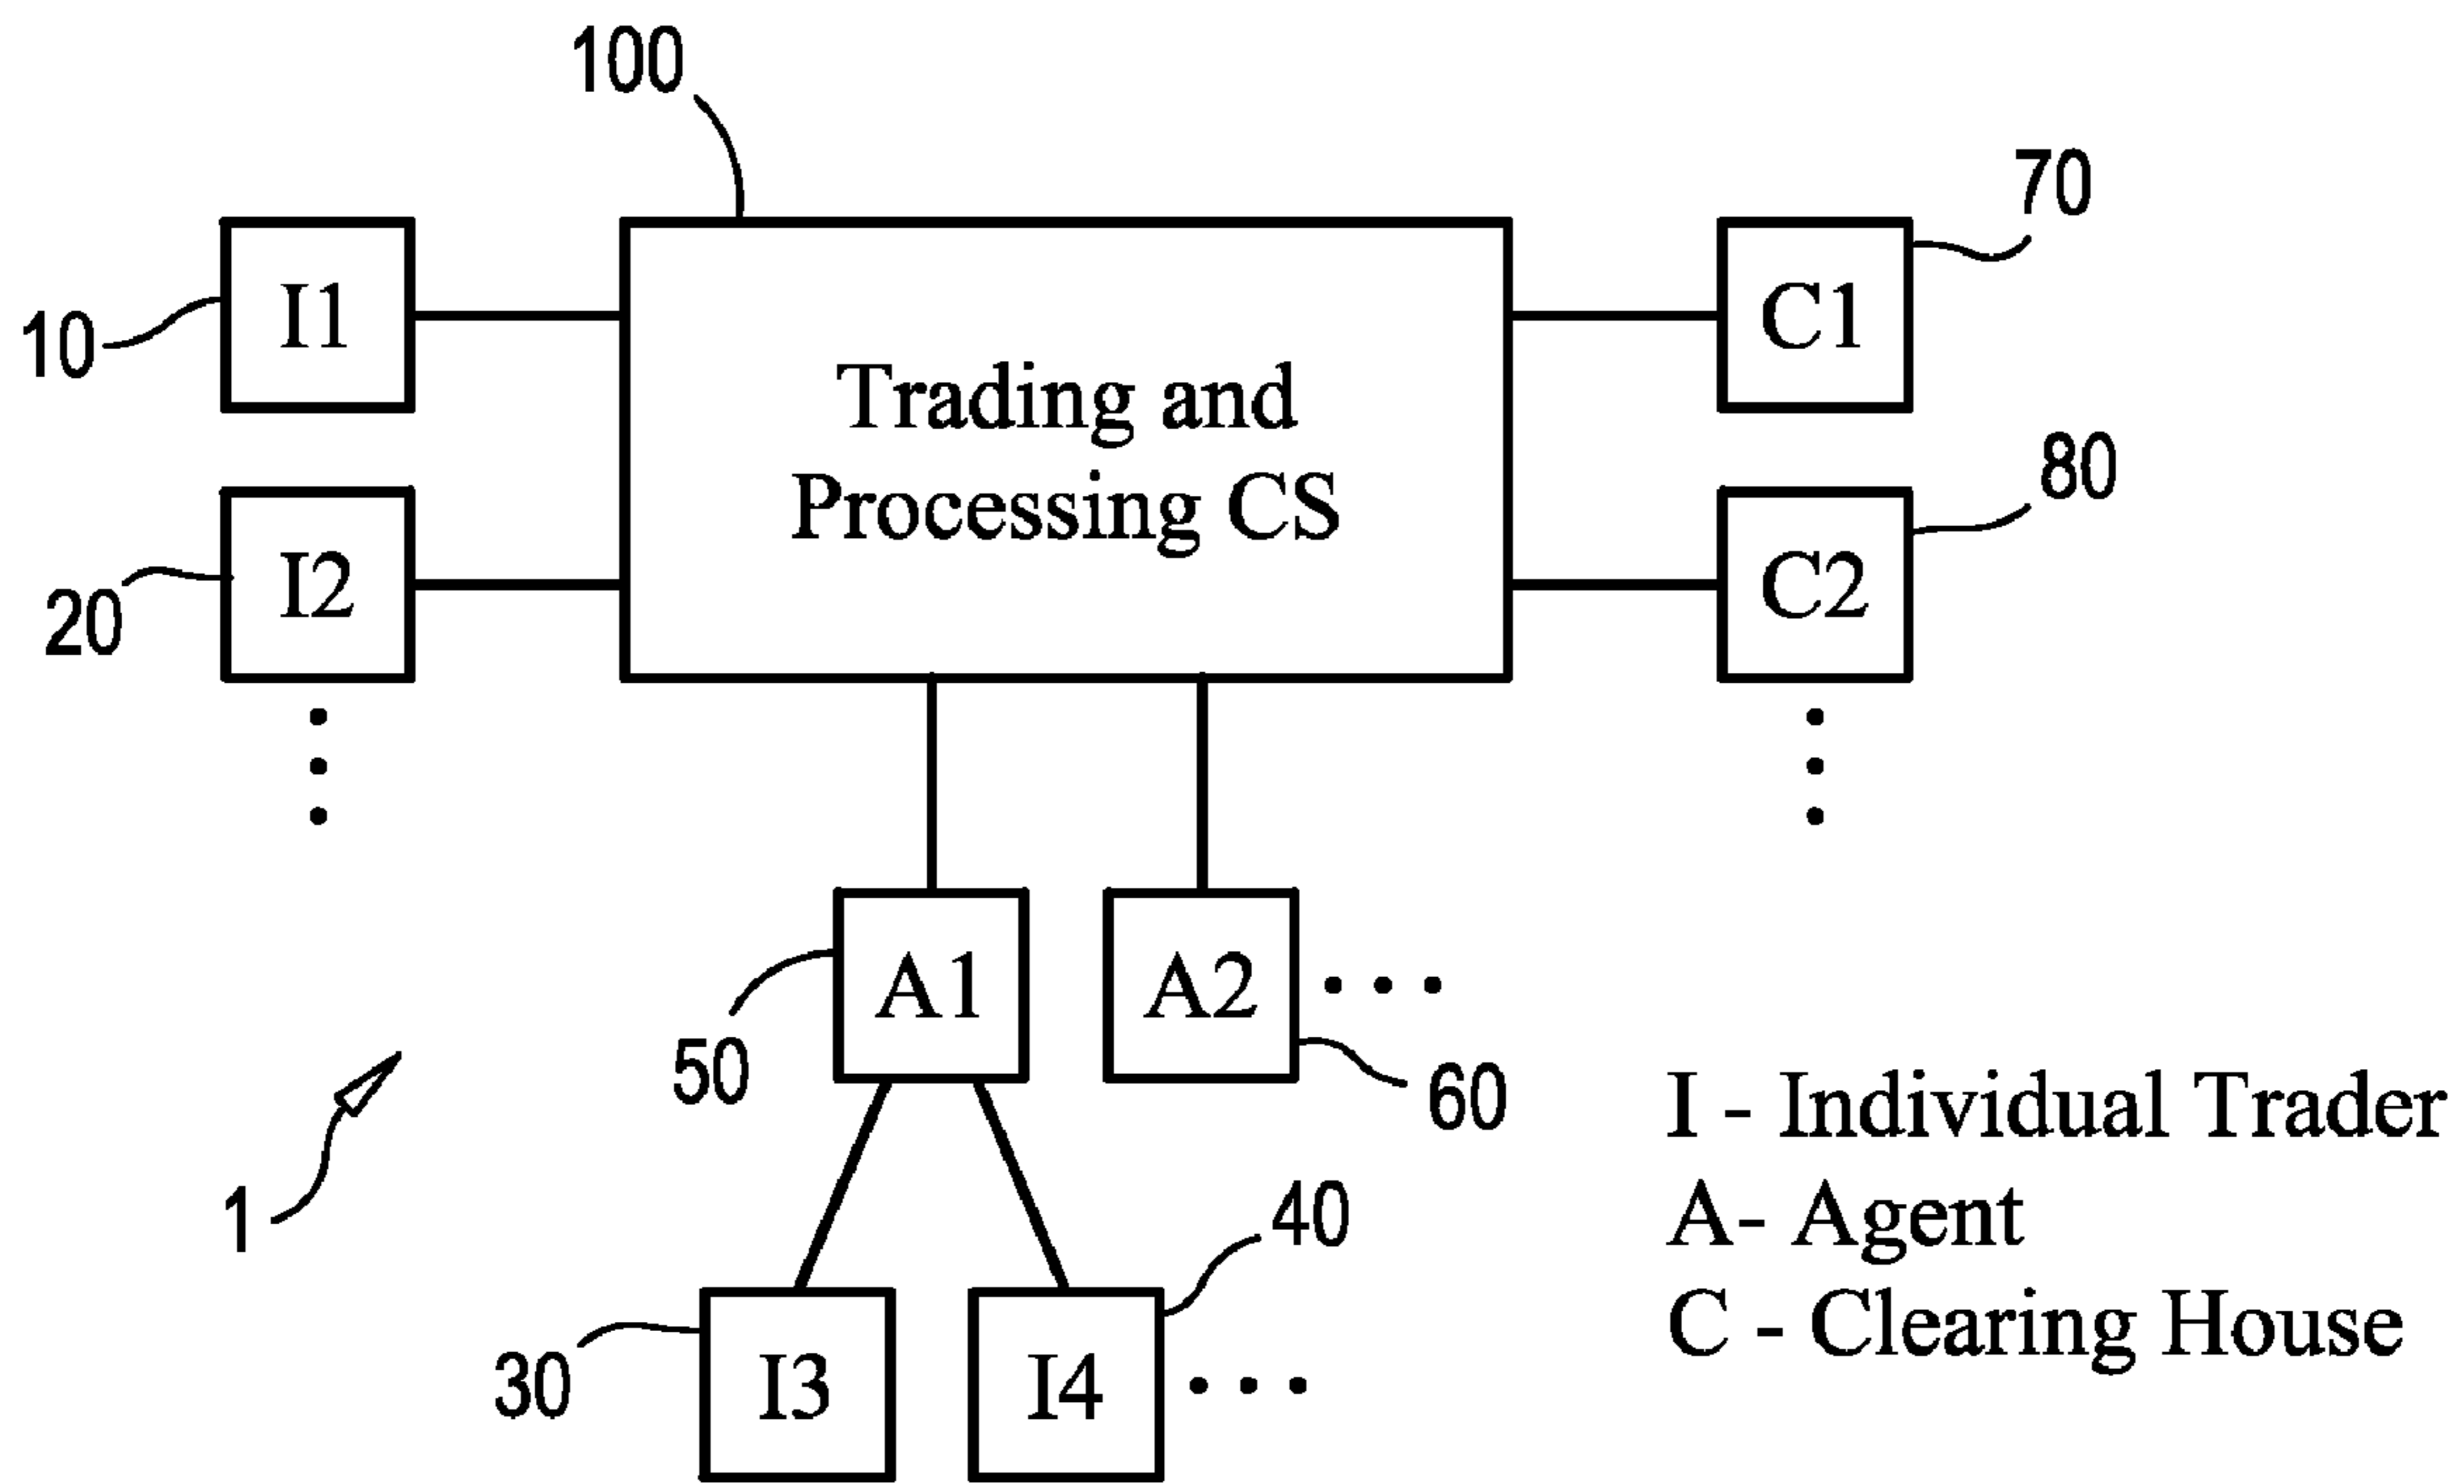 100
70
I1
C1
10
Trading and
Processing CS
80
I2
C2
20
A1
A2
50
60
I - Individual Trader
1
A- Agent
40
C - Clearing House
30
I3
I4